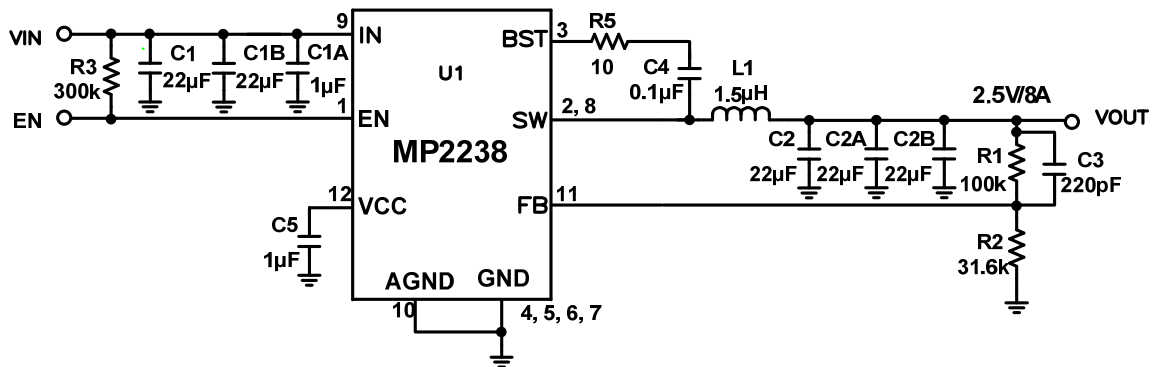 VIN
9
IN
C1
22µF
C1B
22µF
C1A
1µF
R3
300k
1
EN
EN
U1
MP2238
BST
3
R5
10
C4
0.1µF
L1
1.5µH
SW
2, 8
2.5V/8A
VOUT
C2
22µF
C2A
22µF
C2B
22µF
R1
100k
C3
220pF
12
VCC
C5
1µF
FB
11
R2
31.6k
AGND
GND
10
4, 5, 6, 7